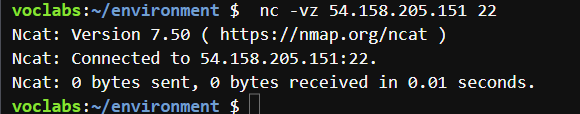 voclabs:~/environment $  nc -vz 54.158.205.151 22
Ncat: Version 7.50 ( https://nmap.org/ncat )
Ncat: Connected to 54.158.205.151:22.
Ncat: 0 bytes sent, 0 bytes received in 0.01 seconds.
voclabs:~/environment $